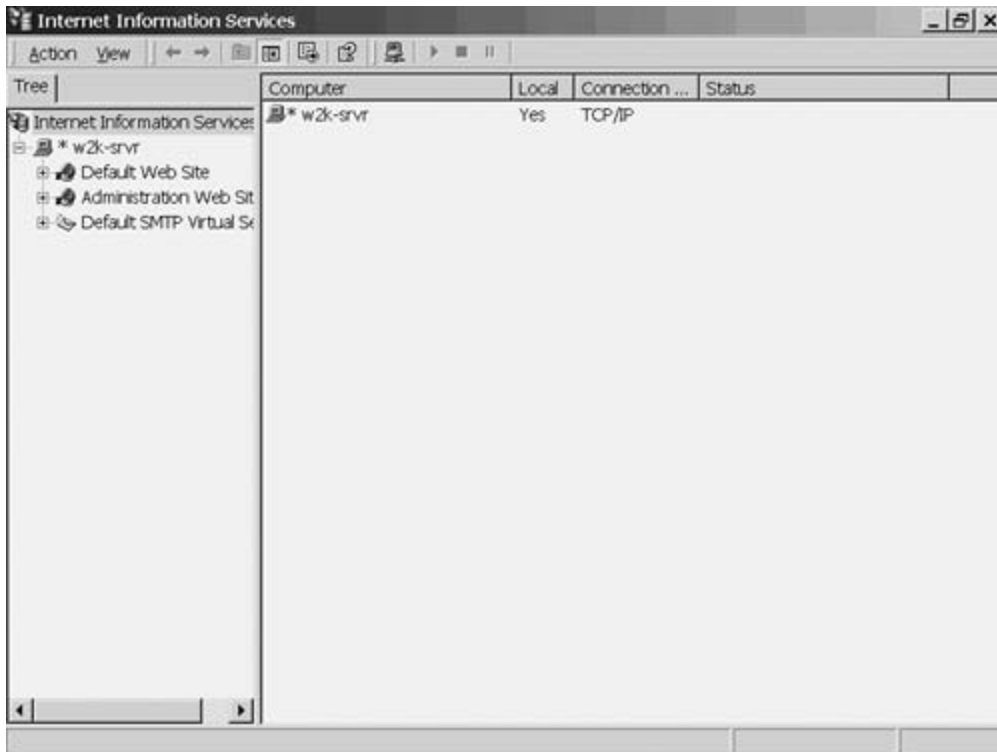 Internet Information Services
Action View
Tree
Computer Local Connection ... Status
Internet Information Services
* w2k-srvr
Default Web Site
Administration Web Sit
Default SMTP Virtual Se
* w2k-srvr Yes TCP/IP